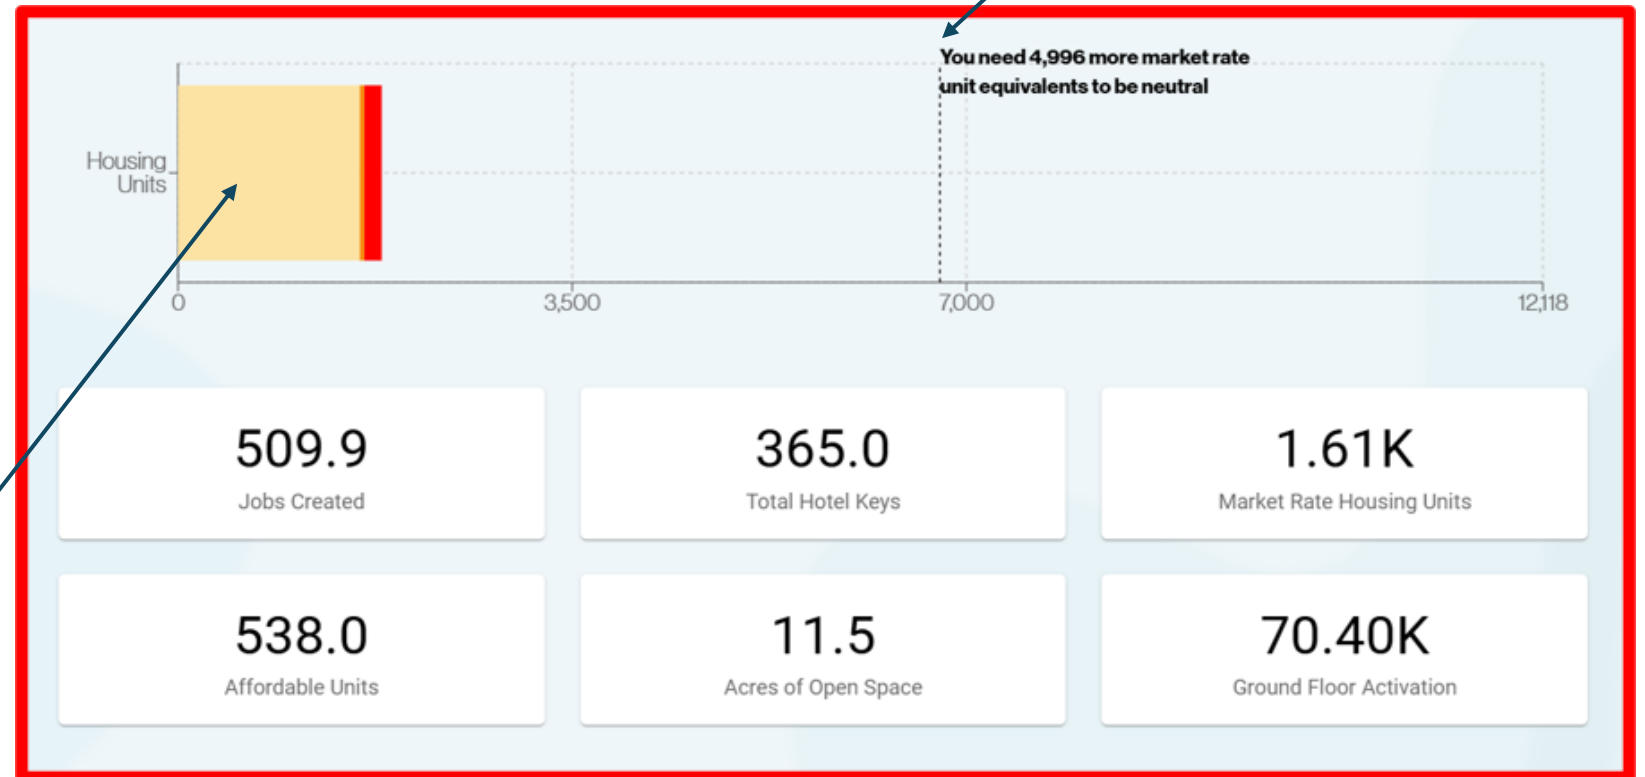 You need 4,996 more market rate
unit equivalents to be neutral
Housing
Units
0
3,500
7,000
12,118
509.9
Jobs Created
365.0
Total Hotel Keys
1.61K
Market Rate Housing Units
538.0
Affordable Units
11.5
Acres of Open Space
70.40K
Ground Floor Activation